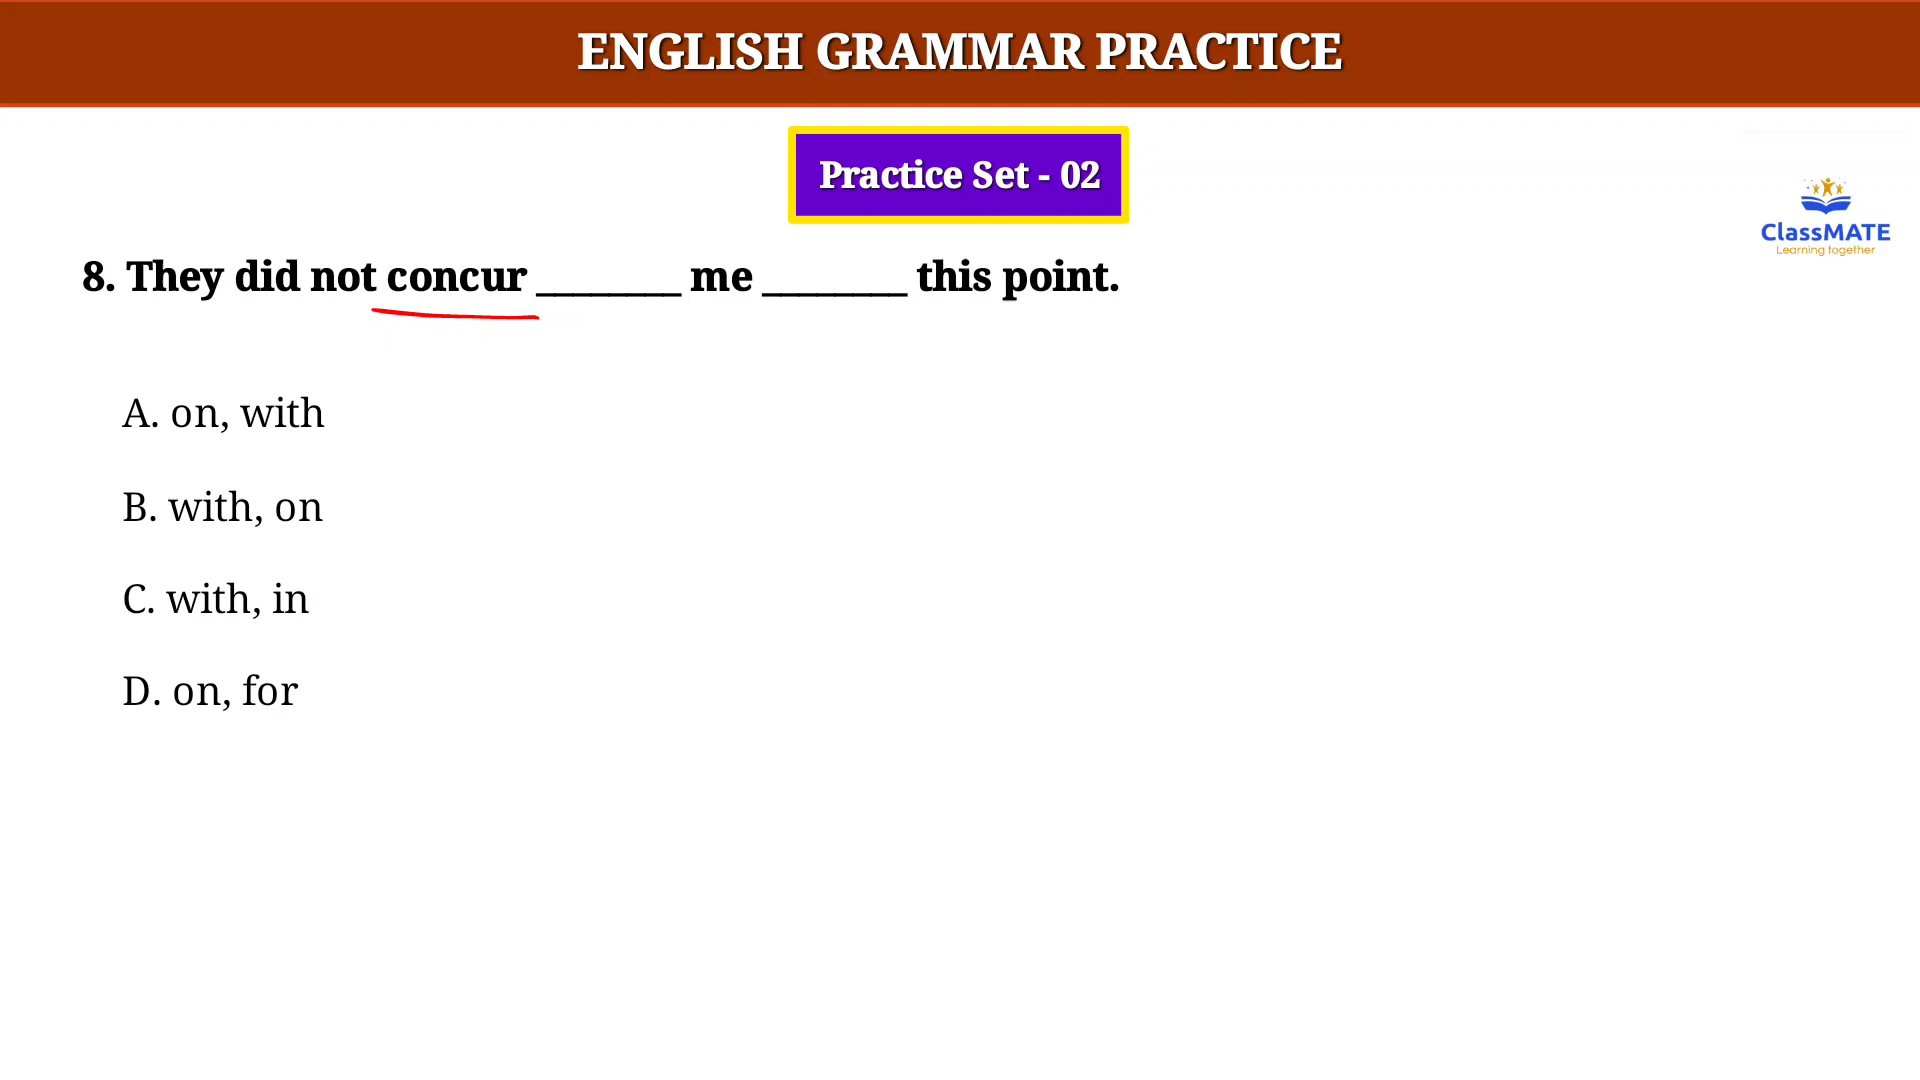 ENGLISH GRAMMAR PRACTICE
Practice Set - 02
ClassMATE
Learning together
8. They did not concur ________ me ________ this point.
A. on, with
B. with, on
C. with, in
D. on, for